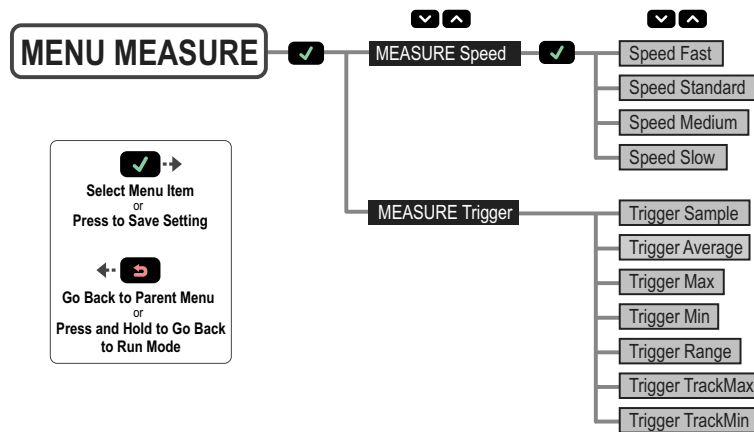 MENU MEASURE
MEASURE Speed
Speed Fast
Speed Standard
Speed Medium
Speed Slow
MEASURE Trigger
Trigger Sample
Trigger Average
Trigger Max
Trigger Min
Trigger Range
Trigger TrackMax
Trigger TrackMin
Select Menu Item
or
Press to Save Setting
Go Back to Parent Menu
or
Press and Hold to Go Back
to Run Mode